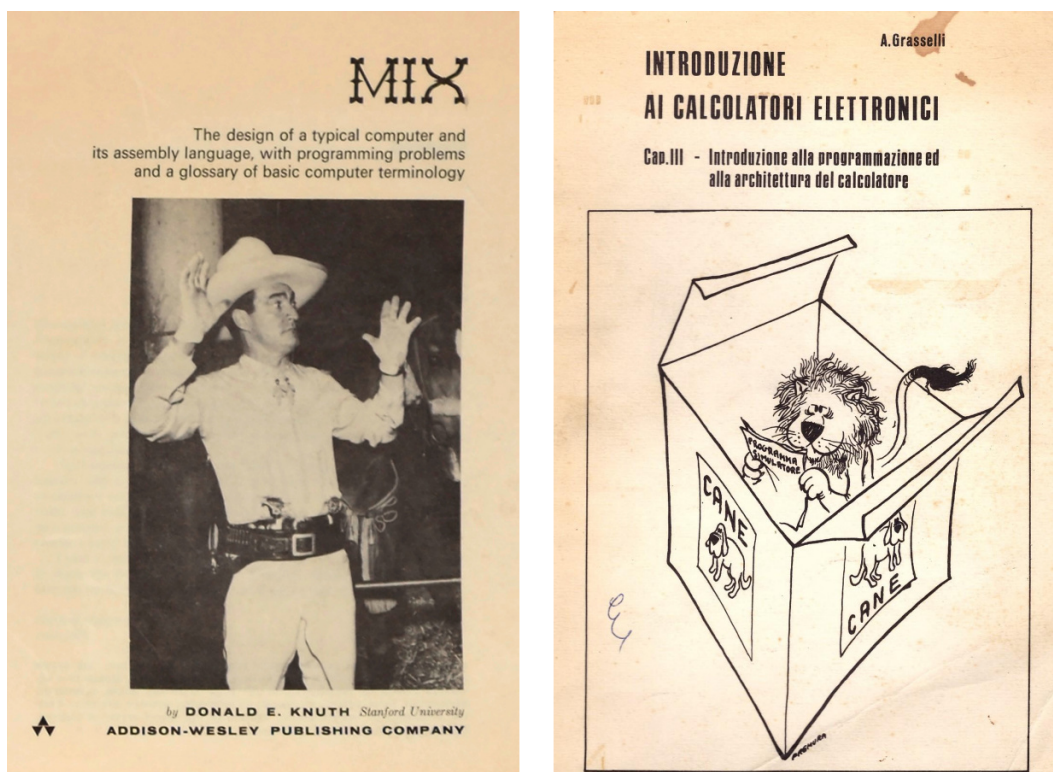 MIX
The design of a typical computer and
its assembly language, with programming problems
and a glossary of basic computer terminology
by DONALD E. KNUTH Stanford University
ADDISON-WESLEY PUBLISHING COMPANY
A.Grasselli
INTRODUZIONE
AI CALCOLATORI ELETTRONICI
Cap.III - Introduzione alla programmazione ed
alla architettura del calcolatore
PROGRAMMA
SIMULATORE
CANE
CANE
PREMURA